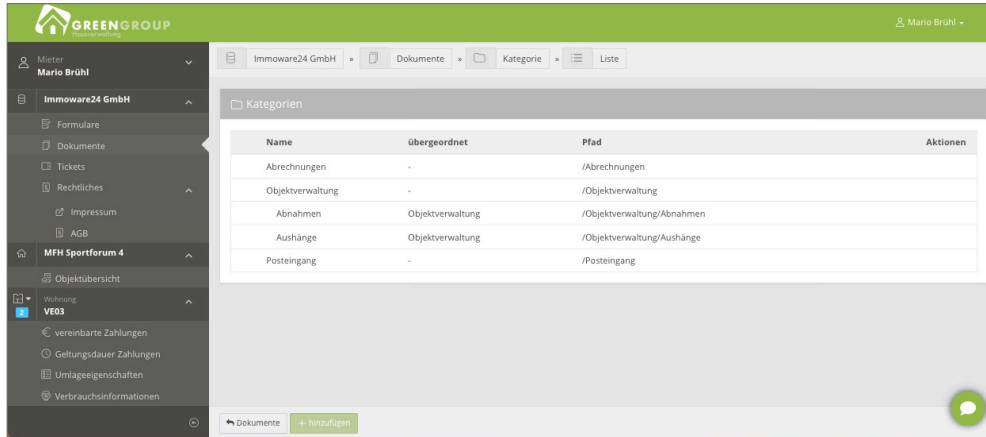 GREENGROUP
Hausverwaltung
Mario Brühl
Mieter
Mario Brühl
Immoware24 GmbH
Formulare
Dokumente
Tickets
Rechtliches
Impressum
AGB
MFH Sportforum 4
Objektübersicht
2
Wohnung
VE03
vereinbarte Zahlungen
Geltungsdauer Zahlungen
Umlageeigenschaften
Verbrauchsinformationen
Immoware24 GmbH » Dokumente » Kategorie » Liste
Kategorien
Name übergeordnet Pfad Aktionen
Abrechnungen - /Abrechnungen
Objektverwaltung - /Objektverwaltung
Abnahmen Objektverwaltung /Objektverwaltung/Abnahmen
Aushänge Objektverwaltung /Objektverwaltung/Aushänge
Posteingang - /Posteingang
Dokumente + hinzufügen